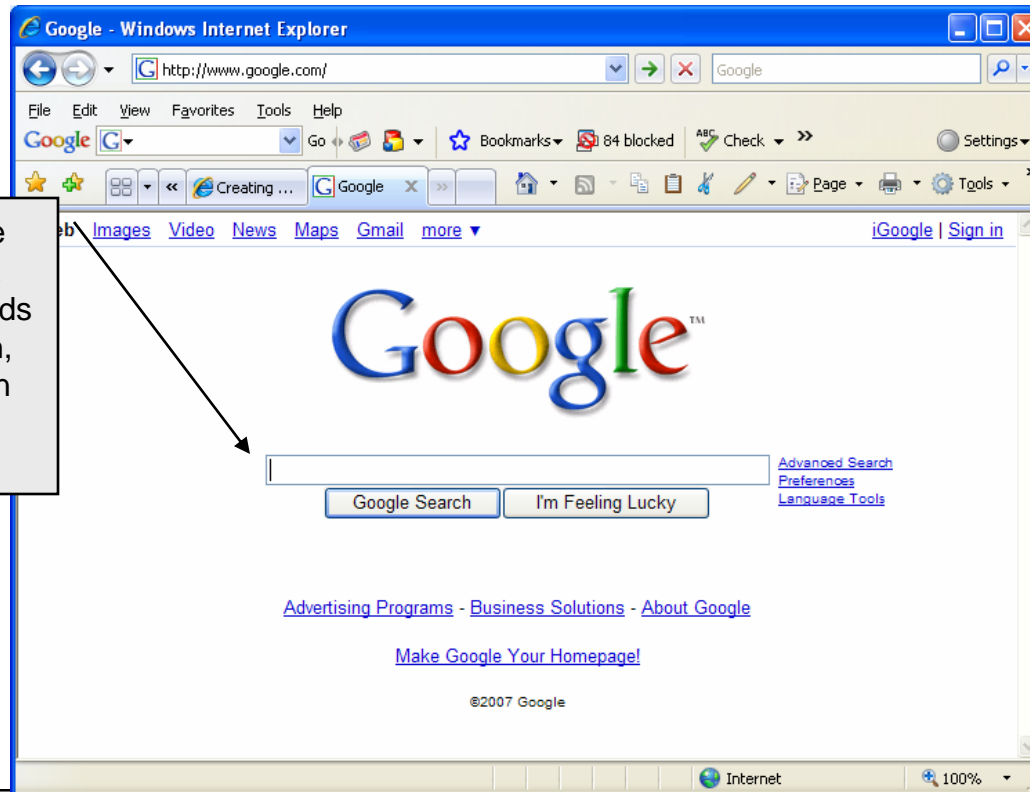 Google - Windows Internet Explorer
http://www.google.com/
Google
File Edit View Favorites Tools Help
Google G Go Bookmarks 84 blocked ABC Check » Settings
« Creating ... G Google X » Page Tools »
Images Video News Maps Gmail more ▼ iGoogle | Sign in
Google™
Advanced Search
Preferences
Language Tools
Google Search I'm Feeling Lucky
Advertising Programs - Business Solutions - About Google
Make Google Your Homepage!
©2007 Google
Internet 100%